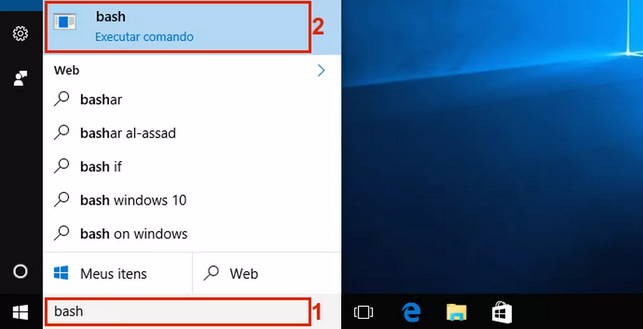 bash
Executar comando
2
Web
bashar
bashar al-assad
bash if
bash windows 10
bash on windows
Meus itens
Web
bash
1